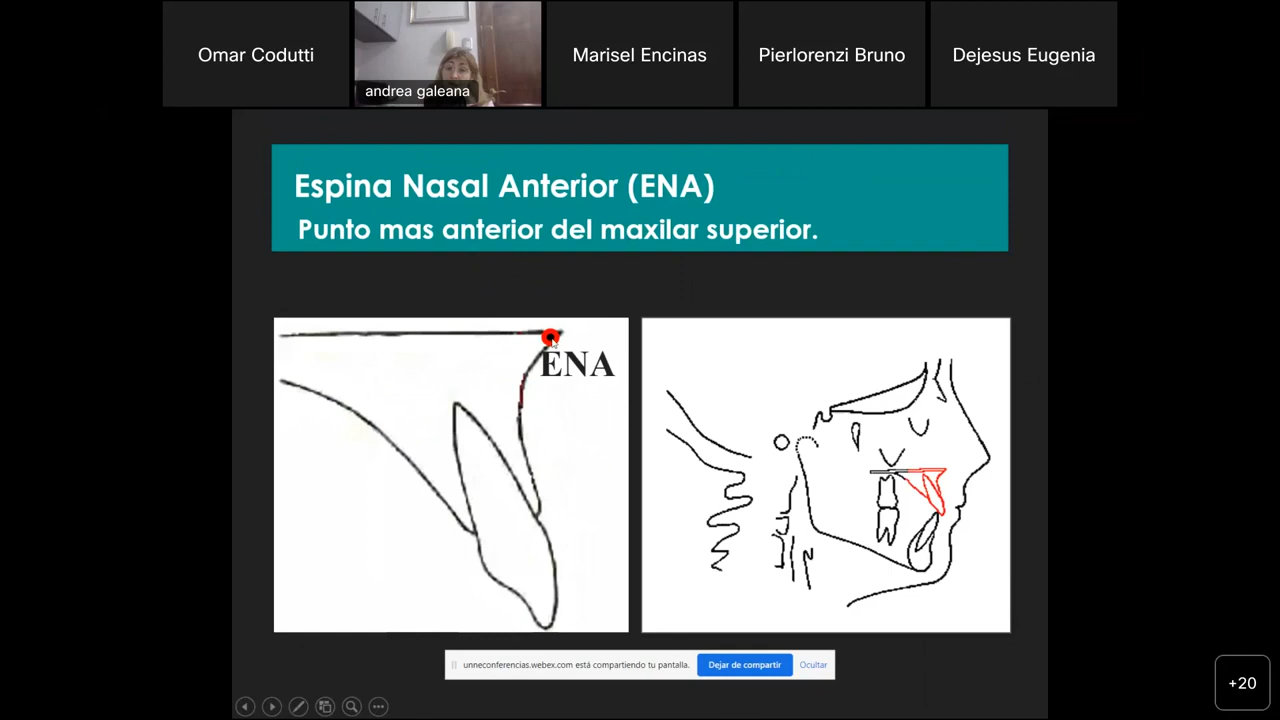 Omar Codutti
andrea galeana
Marisel Encinas
Pierlorenzi Bruno
Dejesus Eugenia
Espina Nasal Anterior (ENA)
Punto mas anterior del maxilar superior.
ENA
unneconferencias.webex.com está compartiendo tu pantalla.
Dejar de compartir
Ocultar
+20